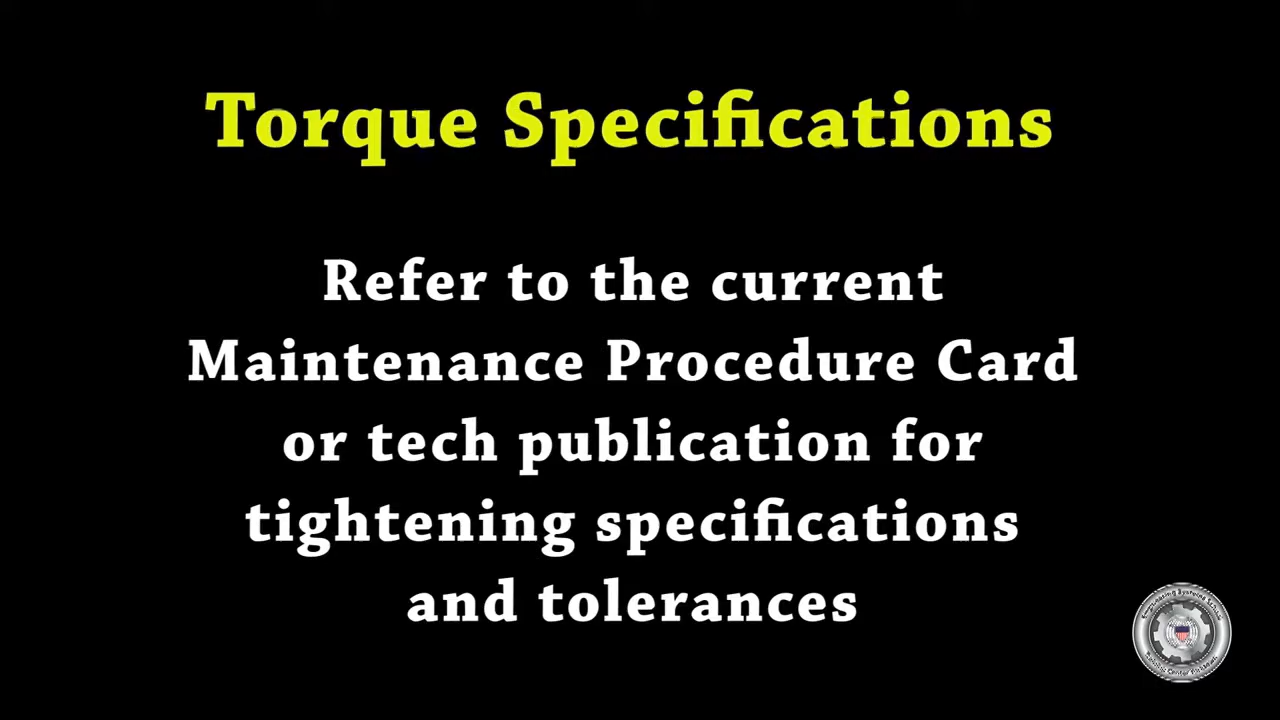 Torque Specifications
Refer to the current
Maintenance Procedure Card
or tech publication for
tightening specifications
and tolerances